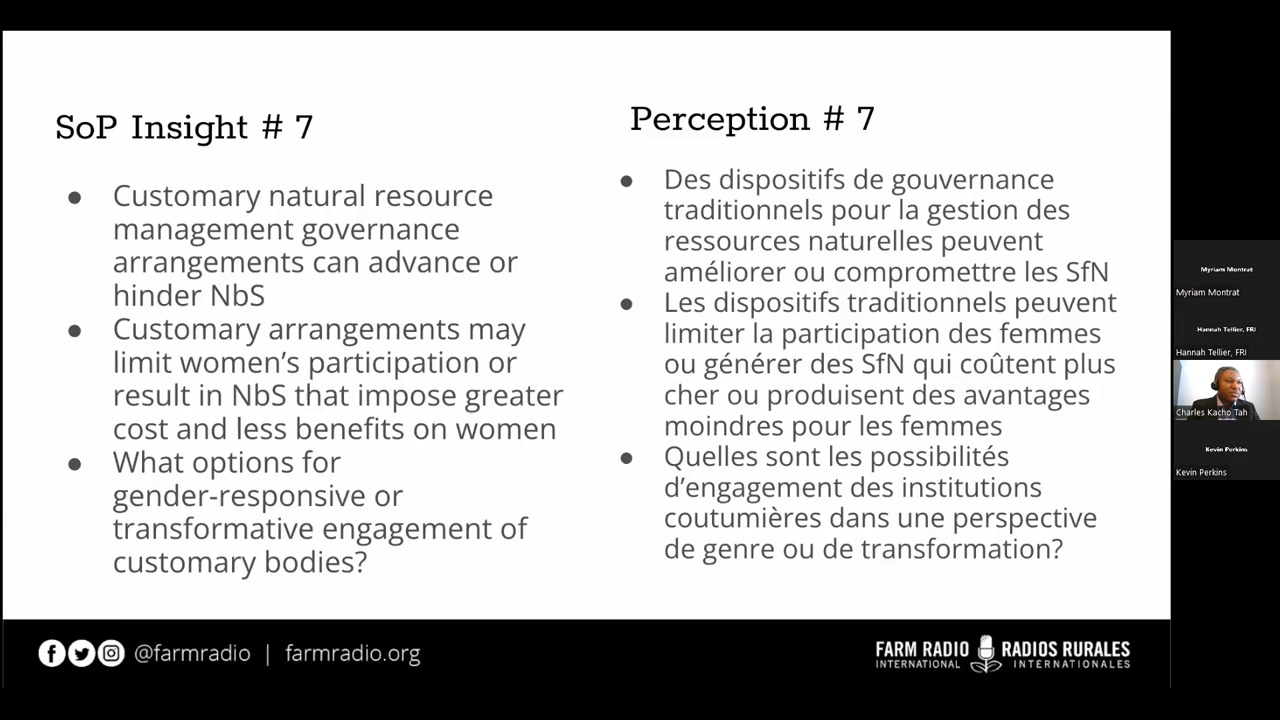 SoP Insight # 7
● Customary natural resource
management governance
arrangements can advance or
hinder NbS
● Customary arrangements may
limit women’s participation or
result in NbS that impose greater
cost and less benefits on women
● What options for
gender-responsive or
transformative engagement of
customary bodies?
Perception # 7
● Des dispositifs de gouvernance
traditionnels pour la gestion des
ressources naturelles peuvent
améliorer ou compromettre les SfN
● Les dispositifs traditionnels peuvent
limiter la participation des femmes
ou générer des SfN qui coûtent plus
cher ou produisent des avantages
moindres pour les femmes
● Quelles sont les possibilités
d’engagement des institutions
coutumières dans une perspective
de genre ou de transformation?
@farmradio | farmradio.org
FARM RADIO
INTERNATIONAL
RADIOS RURALES
INTERNATIONALES
Myriam Montrat
Myriam Montrat
Hannah Tellier, FRI
Hannah Tellier, FRI
Charles Kacho Tah
Kevin Perkins
Kevin Perkins